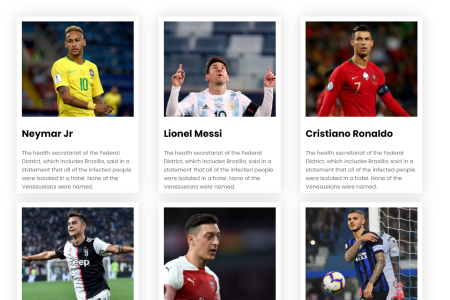 10
10
7
Neymar Jr
Lionel Messi
Cristiano Ronaldo
The health secretariat of the Federal
District, which includes Brasilia, said in a
statement that all of the infected people
were isolated in a hotel. None of the
Venezuelans were named.
The health secretariat of the Federal
District, which includes Brasilia, said in a
statement that all of the infected people
were isolated in a hotel. None of the
Venezuelans were named.
The health secretariat of the Federal
District, which includes Brasilia, said in a
statement that all of the infected people
were isolated in a hotel. None of the
Venezuelans were named.
Jeep